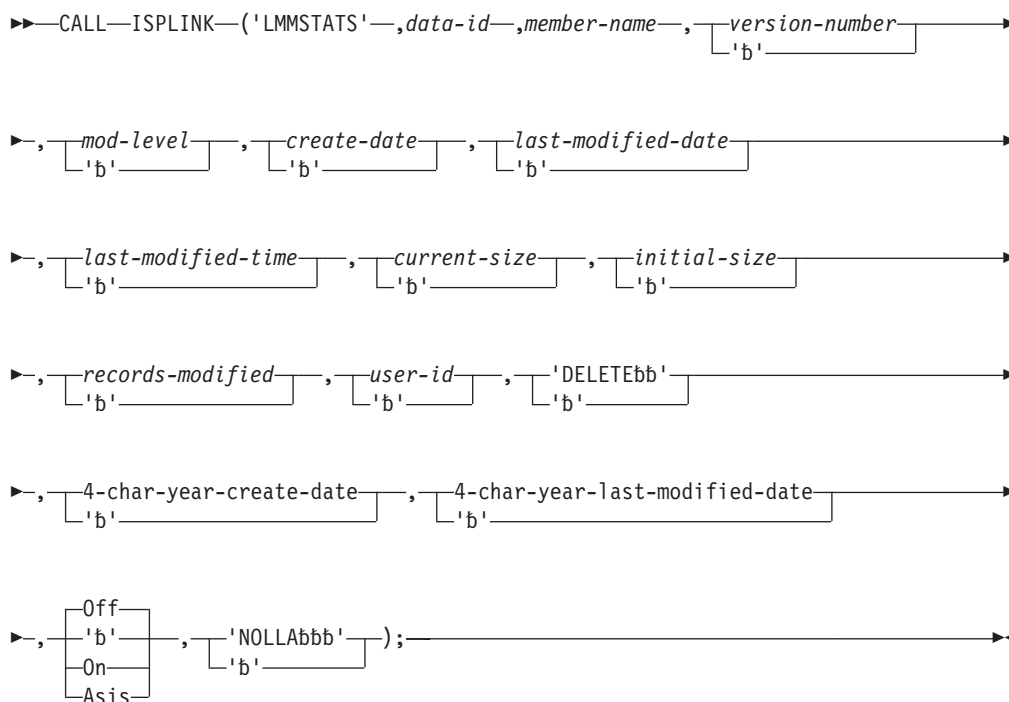 ►►──CALL──ISPLINK──('LMMSTATS'──,data-id──,member-name──,──version-number──►
'ƀ'
►──,──mod-level──,──create-date──,──last-modified-date──►
'ƀ' 'ƀ' 'ƀ'
►──,──last-modified-time──,──current-size──,──initial-size──►
'ƀ' 'ƀ' 'ƀ'
►──,──records-modified──,──user-id──,──'DELETEƀƀ'──►
'ƀ' 'ƀ' 'ƀ'
►──,──4-char-year-create-date──,──4-char-year-last-modified-date──►
'ƀ' 'ƀ'
Off
►──,──'ƀ'──,──'NOLLAƀƀƀ'──);──►◄
On 'ƀ'
Asis